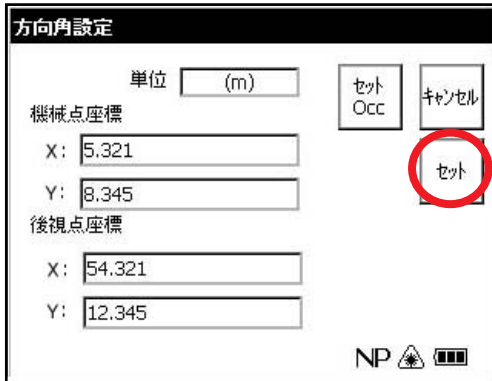 方向角設定
単位 (m)
セット Occ
キャンセル
機械点座標
X: 5.321
セット
Y: 8.345
後視点座標
X: 54.321
Y: 12.345
NP